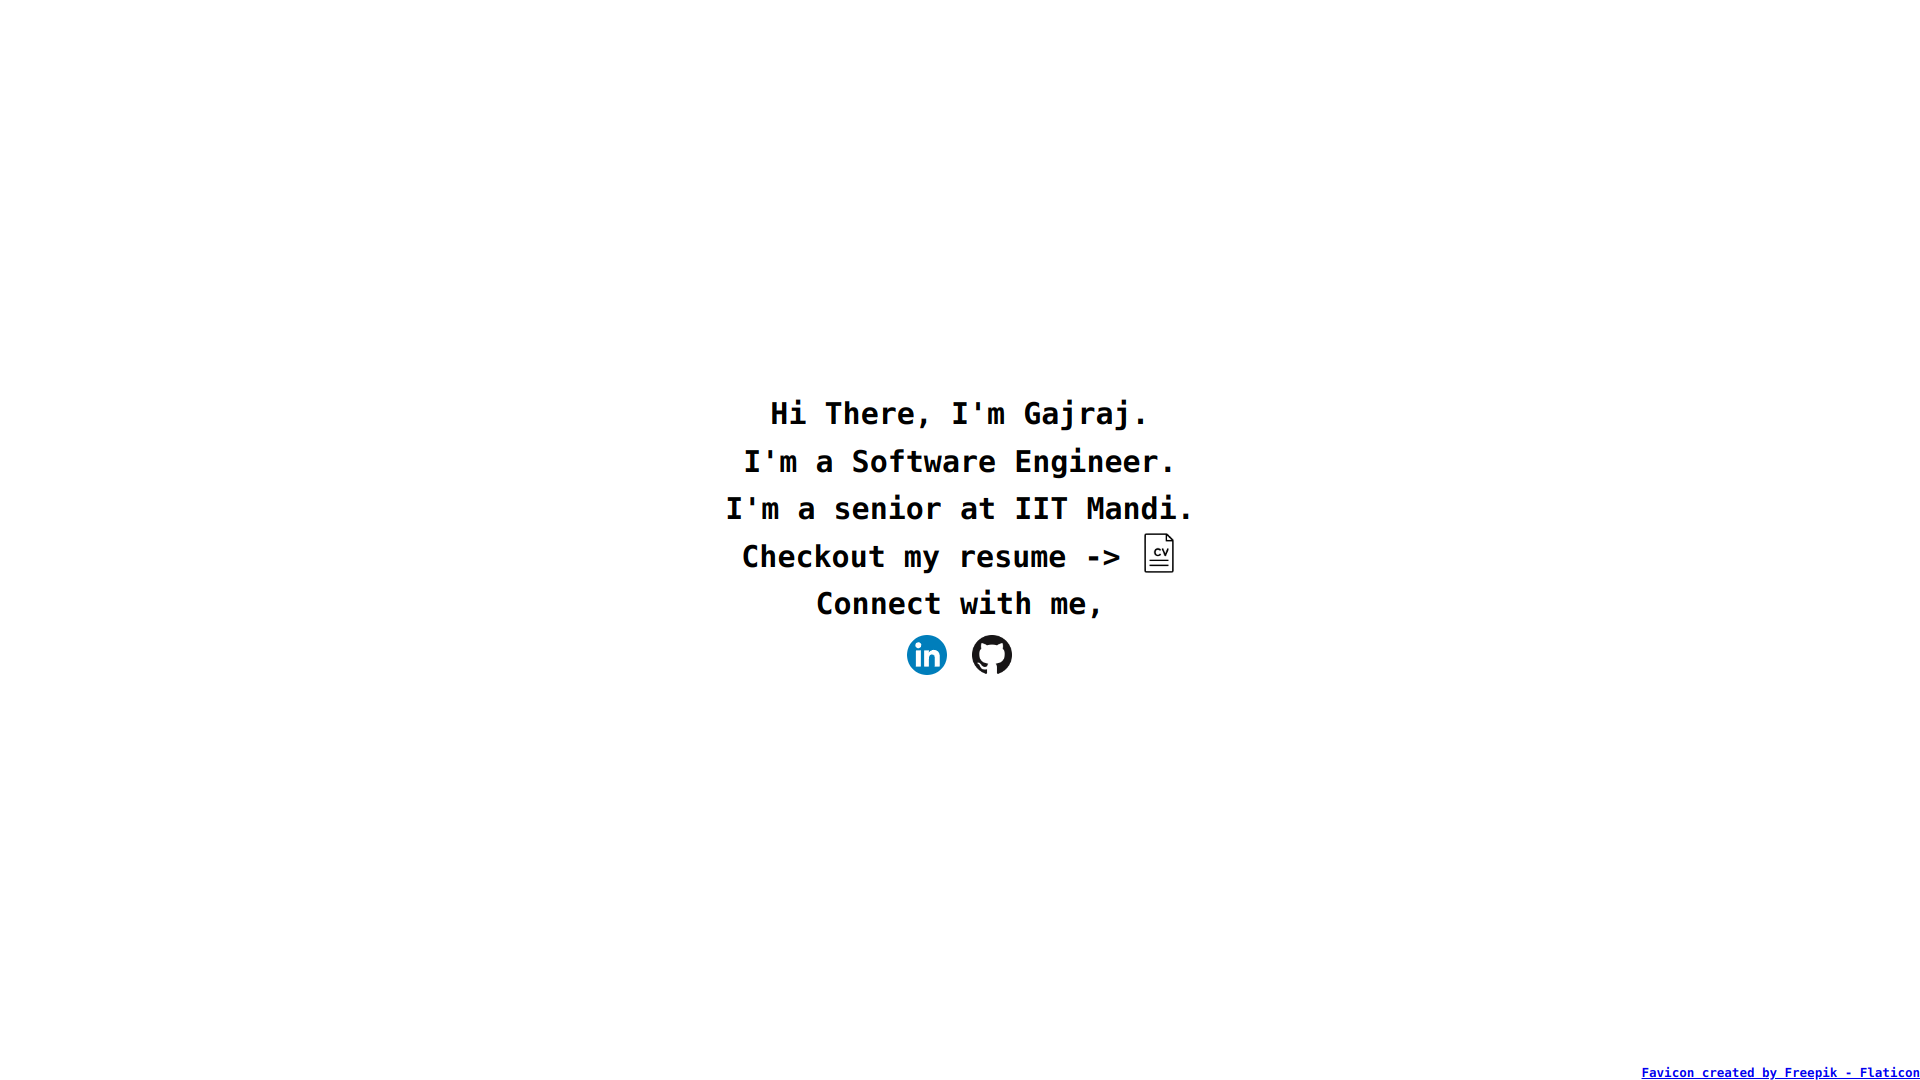 Hi There, I'm Gajraj.
I'm a Software Engineer.
I'm a senior at IIT Mandi.
Checkout my resume -> CV
Connect with me,
in
Favicon created by Freepik - Flaticon